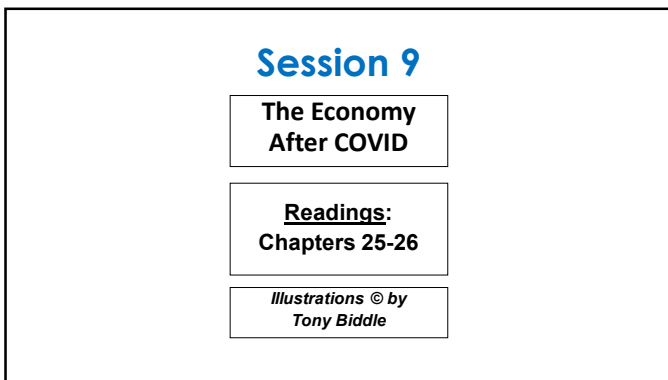 Session 9
The Economy
After COVID
Readings:
Chapters 25-26
Illustrations © by
Tony Biddle